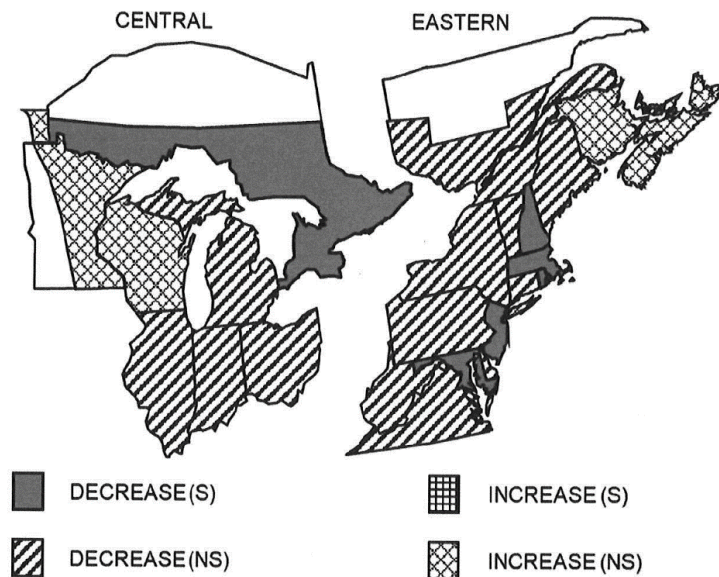 CENTRAL
EASTERN
DECREASE (S)
INCREASE (S)
DECREASE (NS)
INCREASE (NS)